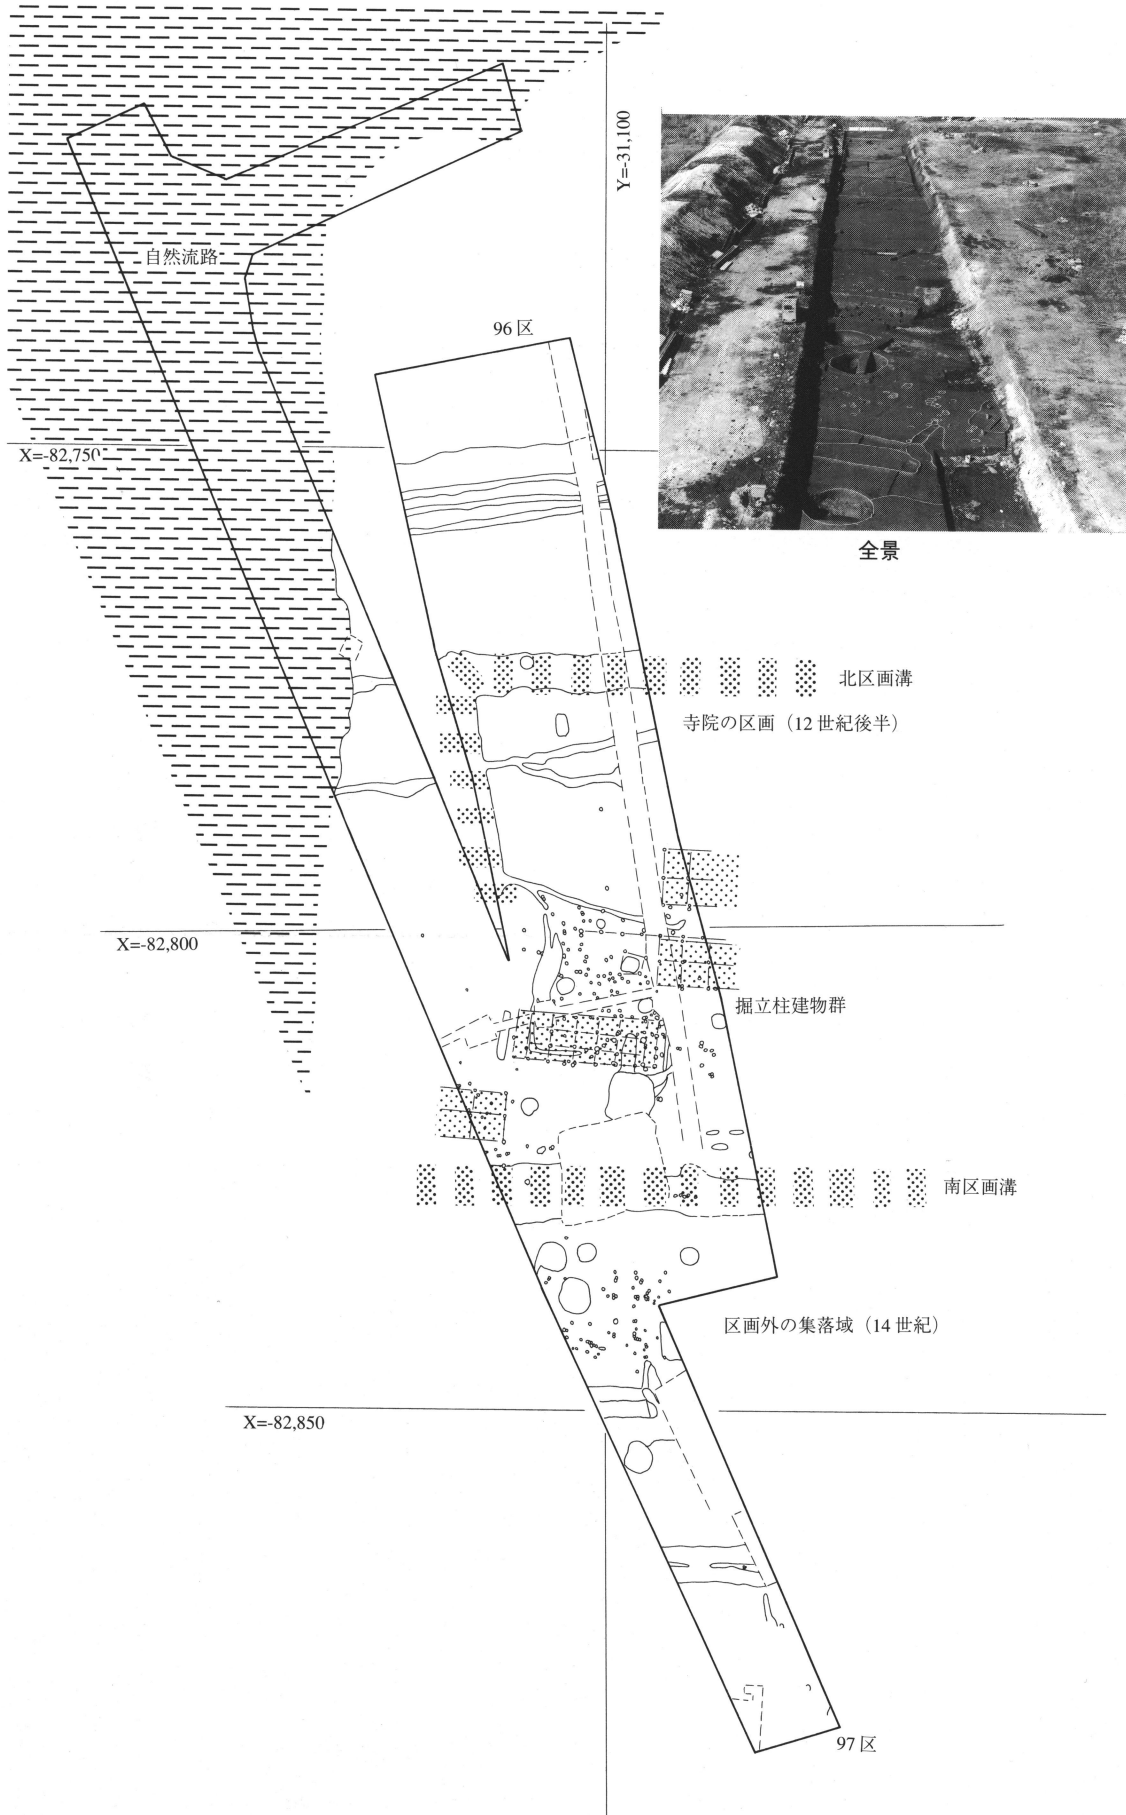 Y=-31,100
自然流路
96区
X=-82,750
全景
北区画溝
寺院の区画（12世紀後半）
X=-82,800
掘立柱建物群
南区画溝
区画外の集落域（14世紀）
X=-82,850
97区